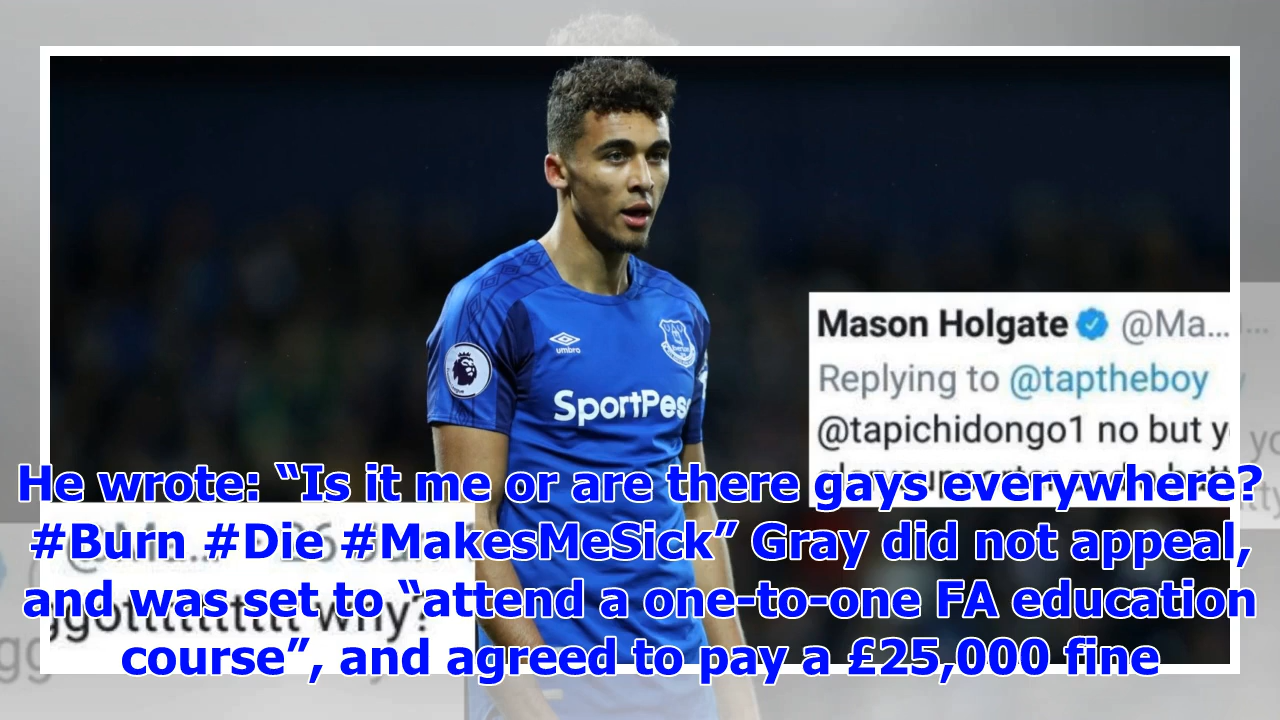 umbro
SportPes
Mason Holgate @Ma...
Replying to @taptheboy
@tapichidongo1 no but y
He wrote: “Is it me or are there gays everywhere?
#Burn #Die #MakesMeSick” Gray did not appeal,
and was set to “attend a one-to-one FA education
course”, and agreed to pay a £25,000 fine
why?